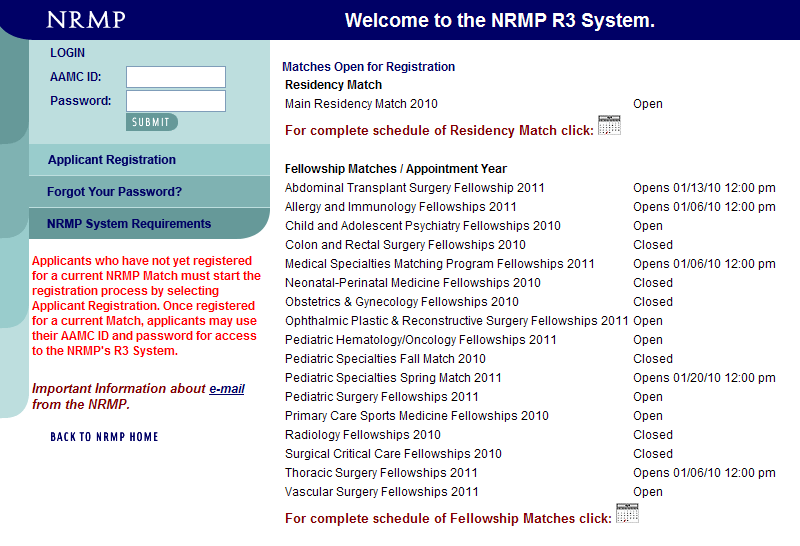 NRMP
Welcome to the NRMP R3 System.
LOGIN
AAMC ID:
Password:
SUBMIT
Applicant Registration
Forgot Your Password?
NRMP System Requirements
Applicants who have not yet registered
for a current NRMP Match must start the
registration process by selecting
Applicant Registration. Once registered
for a current Match, applicants may use
their AAMC ID and password for access
to the NRMP's R3 System.
Important Information about e-mail
from the NRMP.
BACK TO NRMP HOME
Matches Open for Registration
Residency Match
Main Residency Match 2010 Open
For complete schedule of Residency Match click:
Fellowship Matches / Appointment Year
Abdominal Transplant Surgery Fellowship 2011 Opens 01/13/10 12:00 pm
Allergy and Immunology Fellowships 2011 Opens 01/06/10 12:00 pm
Child and Adolescent Psychiatry Fellowships 2010 Open
Colon and Rectal Surgery Fellowships 2010 Closed
Medical Specialties Matching Program Fellowships 2011 Opens 01/06/10 12:00 pm
Neonatal-Perinatal Medicine Fellowships 2010 Closed
Obstetrics & Gynecology Fellowships 2010 Closed
Ophthalmic Plastic & Reconstructive Surgery Fellowships 2011 Open
Pediatric Hematology/Oncology Fellowships 2011 Open
Pediatric Specialties Fall Match 2010 Closed
Pediatric Specialties Spring Match 2011 Opens 01/20/10 12:00 pm
Pediatric Surgery Fellowships 2011 Open
Primary Care Sports Medicine Fellowships 2010 Open
Radiology Fellowships 2010 Closed
Surgical Critical Care Fellowships 2010 Closed
Thoracic Surgery Fellowships 2011 Opens 01/06/10 12:00 pm
Vascular Surgery Fellowships 2011 Open
For complete schedule of Fellowship Matches click: